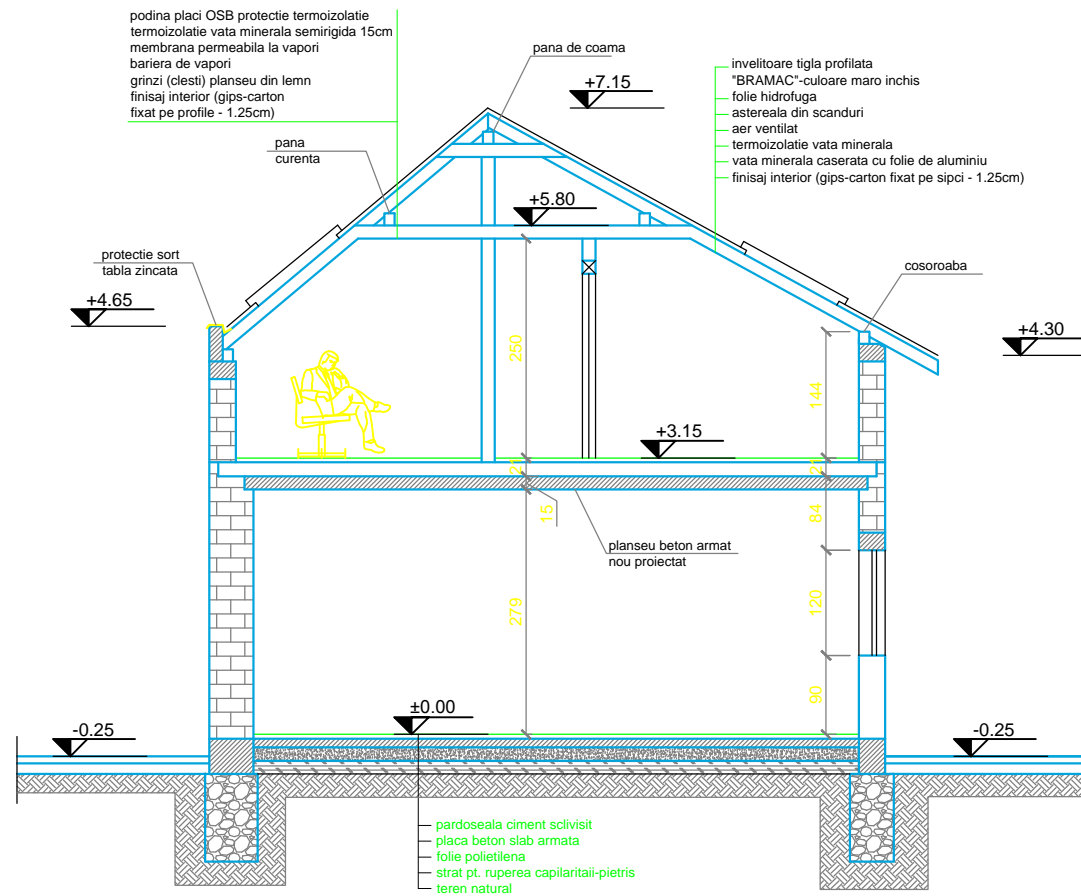 podina placi OSB protectie termoizolatie
termoizolatie vata minerala semirigida 15cm
membrana permeabila la vapori
bariera de vapori
grinzi (clesti) planseu din lemn
finisaj interior (gips-carton
fixat pe profile - 1.25cm)
pana de coama
+7.15
invelitoare tigla profilata
"BRAMAC"-culoare maro inchis
folie hidrofuga
astereala din scanduri
aer ventilat
termoizolatie vata minerala
vata minerala caserata cu folie de aluminiu
finisaj interior (gips-carton fixat pe sipci - 1.25cm)
pana
curenta
+5.80
protectie sort
tabla zincata
cosoroaba
+4.65
+4.30
250
144
+3.15
21
21
15
84
planseu beton armat
nou proiectat
279
120
90
±0.00
-0.25
-0.25
pardoseala ciment sclivisit
placa beton slab armata
folie polietilena
strat pt. ruperea capilaritaii-pietris
teren natural